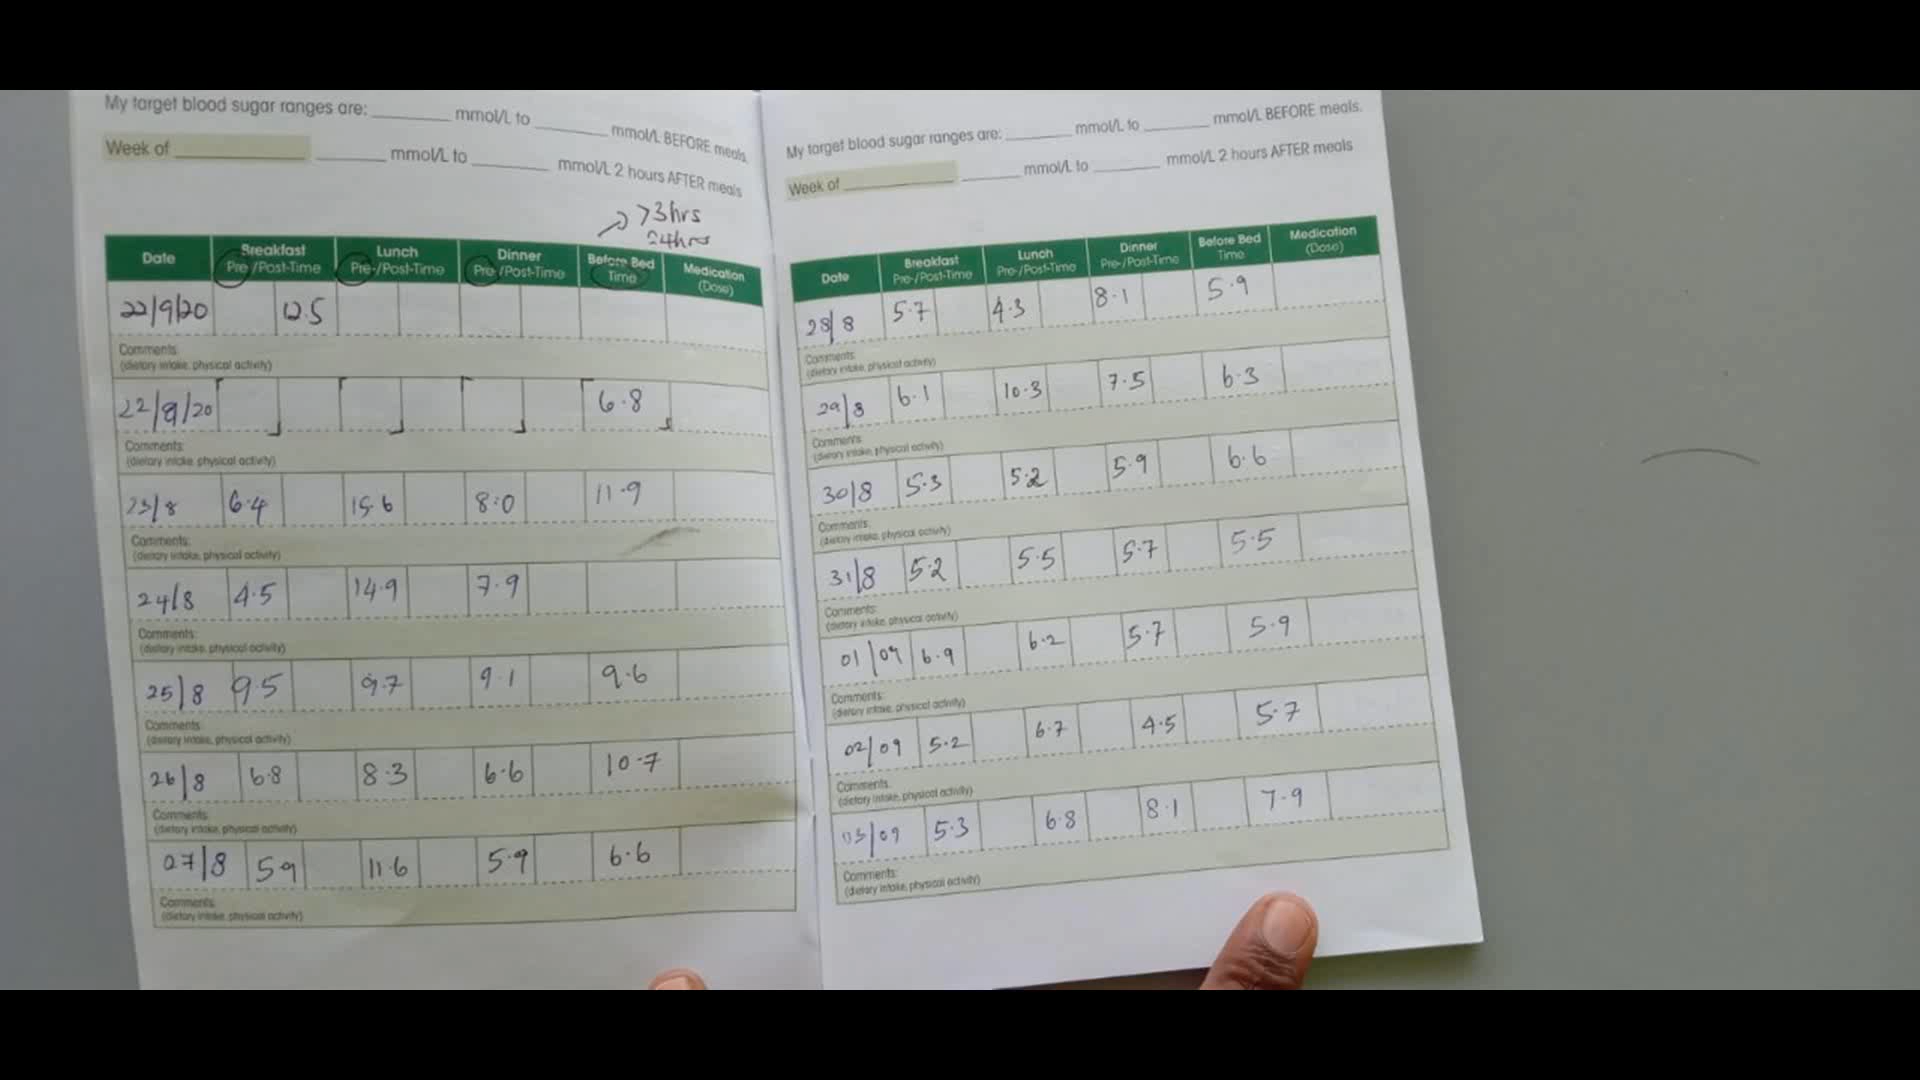 My target blood sugar ranges are: ________ mmol/L to ________ mmol/L BEFORE meals.
Week of ________ ________ mmol/L to ________ mmol/L 2 hours AFTER meals
>3hrs
Date Breakfast Pre-/Post-Time Lunch Pre-/Post-Time Dinner Pre-/Post-Time Before Bed Time Medication (Dose)
22/9/20 12.5
Comments:
(dietary intake, physical activity)
22/8/20 6.8
Comments:
(dietary intake, physical activity)
23/8 6.4 15.6 8.0 11.9
Comments:
(dietary intake, physical activity)
24/8 4.5 14.9 7.9
Comments:
(dietary intake, physical activity)
25/8 9.5 9.7 9.1 9.6
Comments:
(dietary intake, physical activity)
26/8 6.8 8.3 6.6 10.7
Comments:
(dietary intake, physical activity)
27/8 5.9 11.6 5.9 6.6
Comments:
(dietary intake, physical activity)
My target blood sugar ranges are: ________ mmol/L to ________ mmol/L BEFORE meals.
Week of ________ ________ mmol/L to ________ mmol/L 2 hours AFTER meals
Date Breakfast Pre-/Post-Time Lunch Pre-/Post-Time Dinner Pre-/Post-Time Before Bed Time Medication (Dose)
28/8 5.7 4.3 8.1 5.9
Comments:
(dietary intake, physical activity)
29/8 6.1 10.3 7.5 6.3
Comments:
(dietary intake, physical activity)
30/8 5.3 5.2 5.9 6.6
Comments:
(dietary intake, physical activity)
31/8 5.2 5.5 5.7 5.5
Comments:
(dietary intake, physical activity)
01/09 6.9 6.2 5.7 5.9
Comments:
(dietary intake, physical activity)
02/09 5.2 6.7 4.5 5.7
Comments:
(dietary intake, physical activity)
03/09 5.3 6.8 8.1 7.9
Comments:
(dietary intake, physical activity)